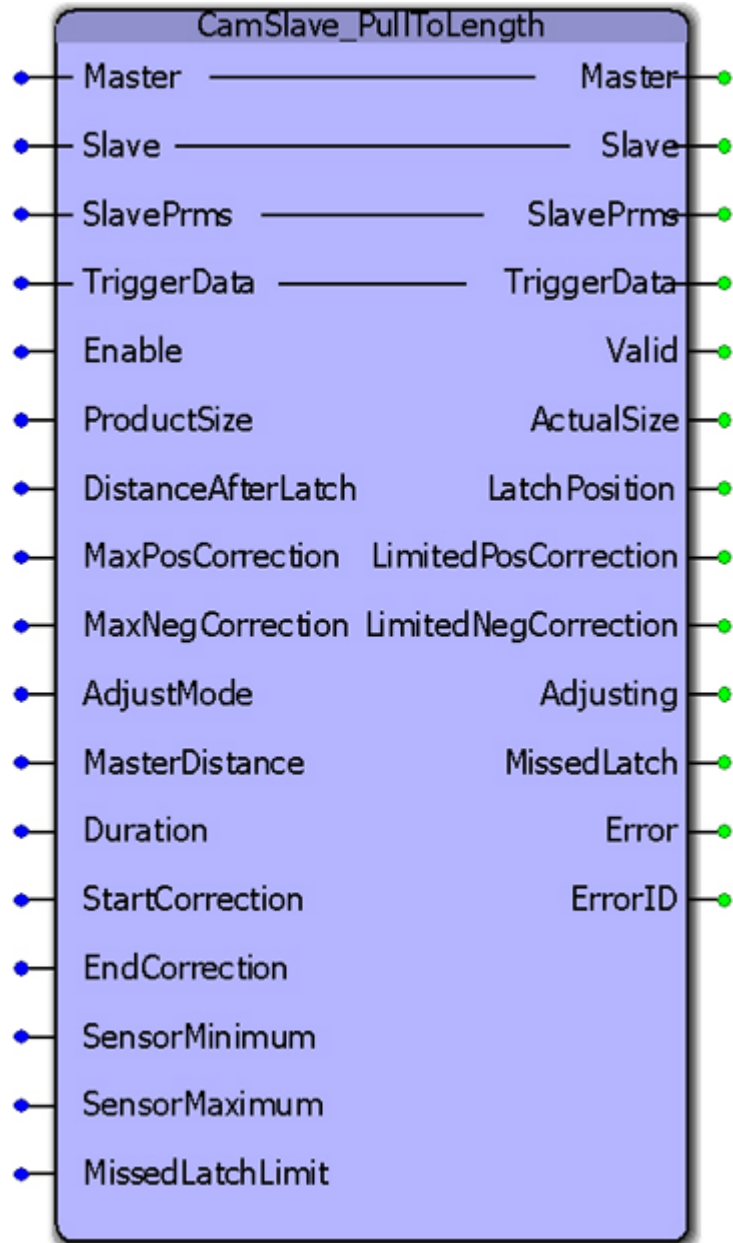 CamSlave_PullToLength
Master Master
Slave Slave
SlavePrms SlavePrms
TriggerData TriggerData
Enable Valid
ProductSize ActualSize
DistanceAfterLatch LatchPosition
MaxPosCorrection LimitedPosCorrection
MaxNegCorrection LimitedNegCorrection
AdjustMode Adjusting
MasterDistance MissedLatch
Duration Error
StartCorrection ErrorID
EndCorrection
SensorMinimum
SensorMaximum
MissedLatchLimit